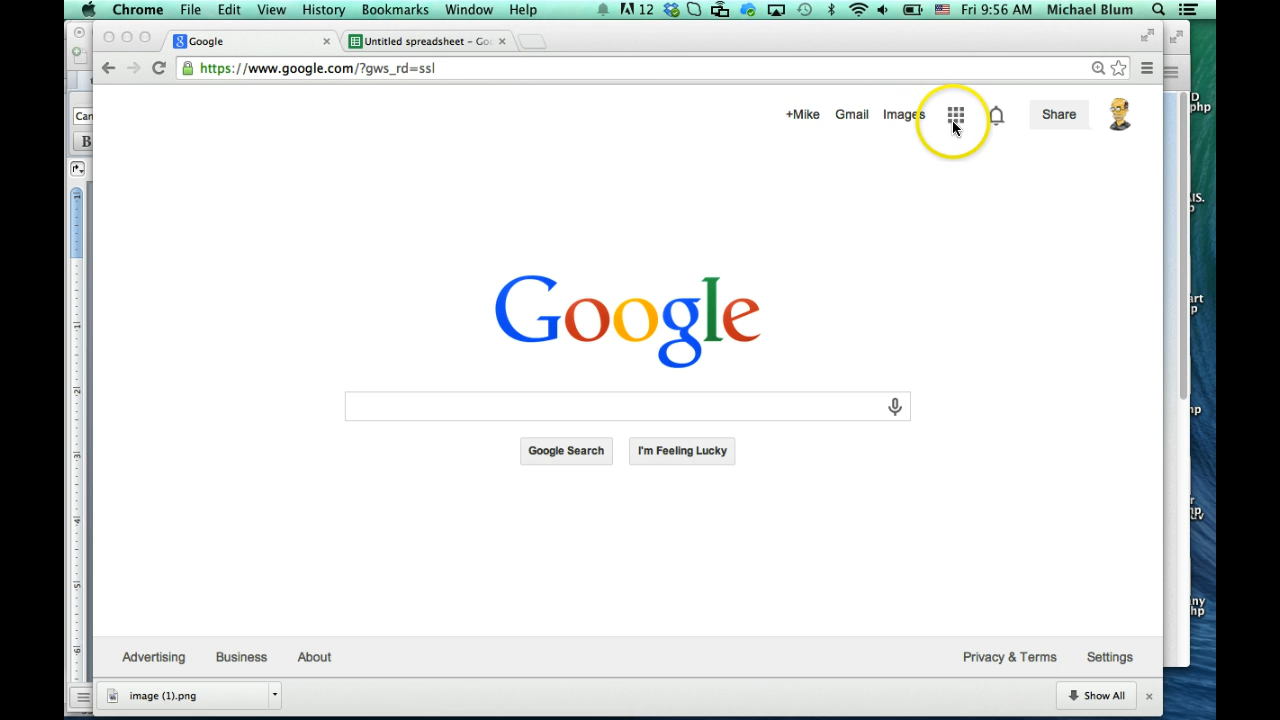 Chrome File Edit View History Bookmarks Window Help 12 Fri 9:56 AM Michael Blum
Google Untitled spreadsheet - Go
https://www.google.com/?gws_rd=ssl
+Mike Gmail Images Share
Can
B
Google
Google Search I'm Feeling Lucky
Advertising Business About Privacy & Terms Settings
image (1).png Show All